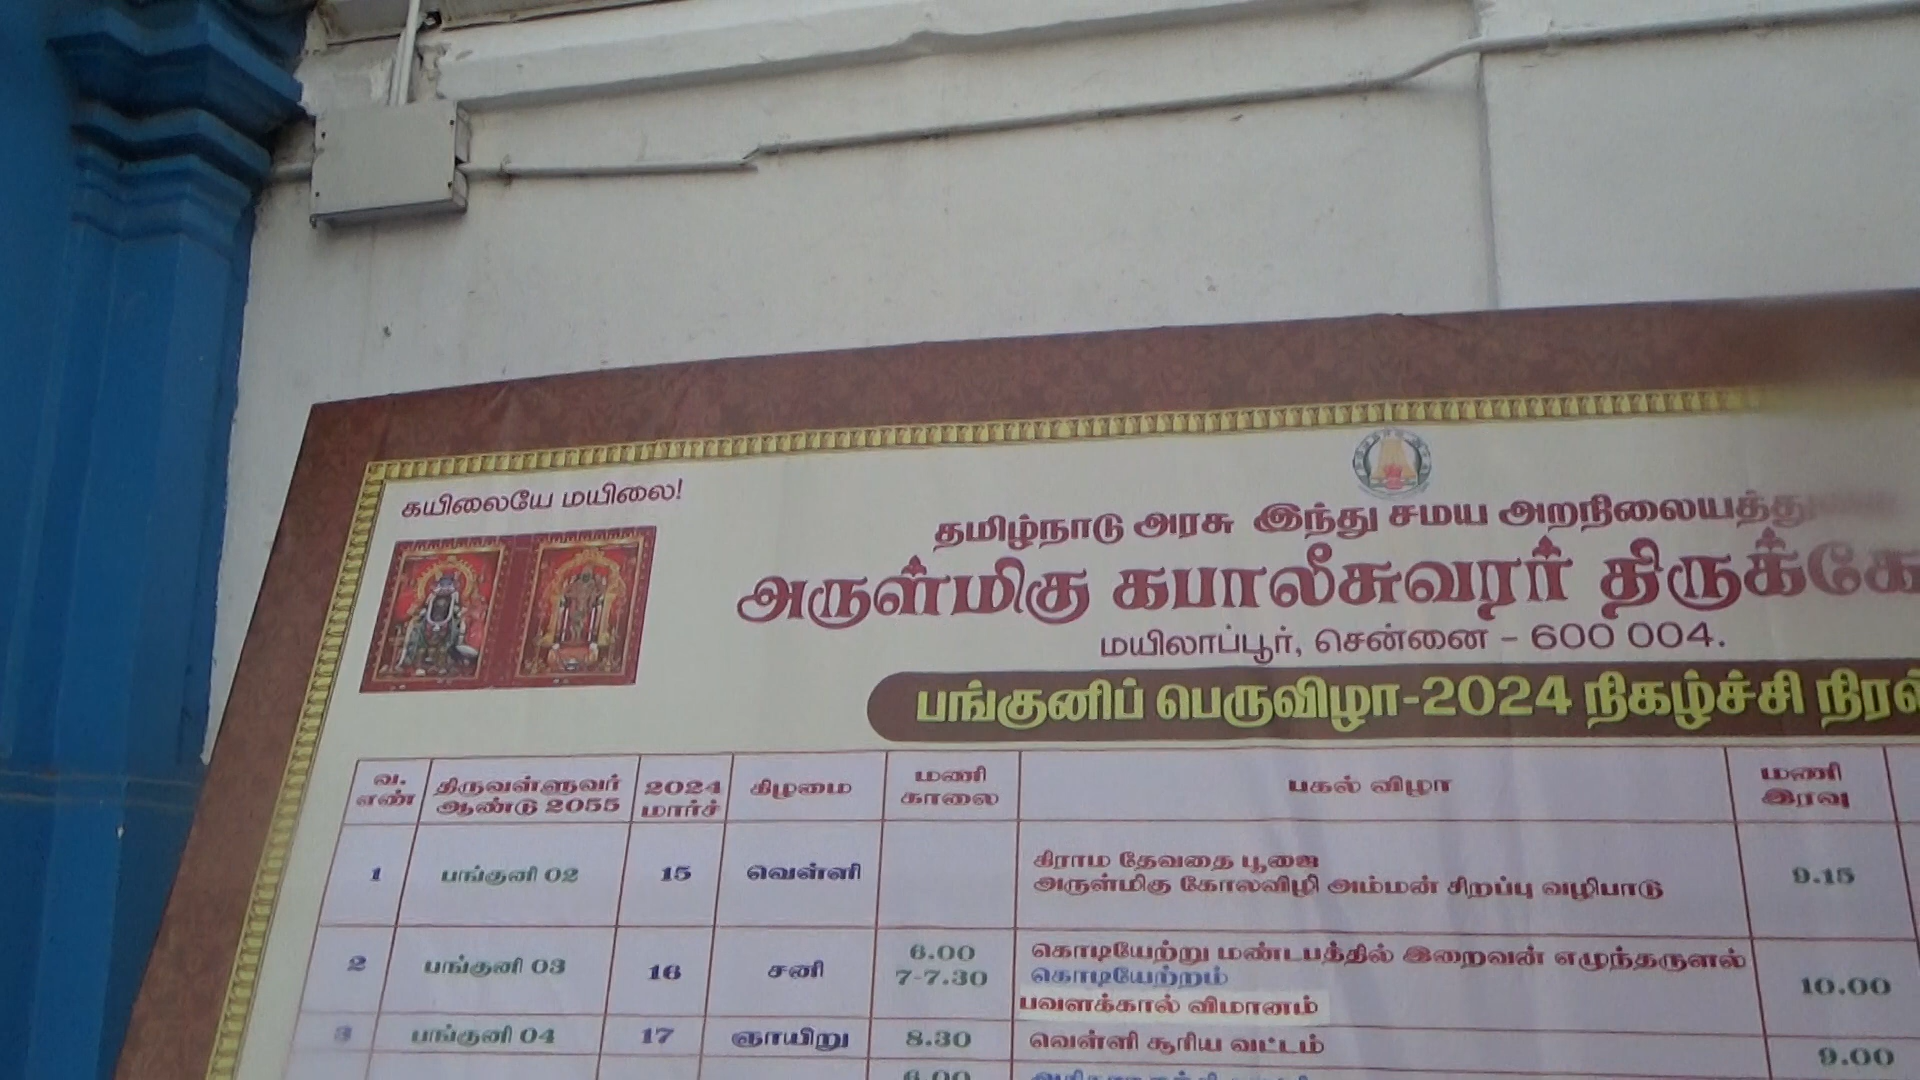 கயிலையே மயிலை!
தமிழ்நாடு அரசு இந்து சமய
அருள்மிகு கபாலீசுவரர்
மயிலாப்பூர், சென்னை - 600 004.
பங்குனிப் பெருவிழா-2024 நிகழ்ச்சி
வ. எண் திருவள்ளுவர் ஆண்டு 2055 2024 மார்ச் கிழமை மணி காலை பகல் விழா மணி இரவு
1 பங்குனி 02 15 வெள்ளி கிராம தேவதை பூஜை 9.15
அருள்மிகு கோலவிழி அம்மன் சிறப்பு வழிபாடு
2 பங்குனி 03 16 சனி 6.00 கொடியேற்று மண்டபத்தில் இறைவன் எழுந்தருளல் 10.00
7-7.30 கொடியேற்றம்
பவளக்கால் விமானம்
3 பங்குனி 04 17 ஞாயிறு 8.30 வெள்ளி சூரிய வட்டம் 9.00
6.00